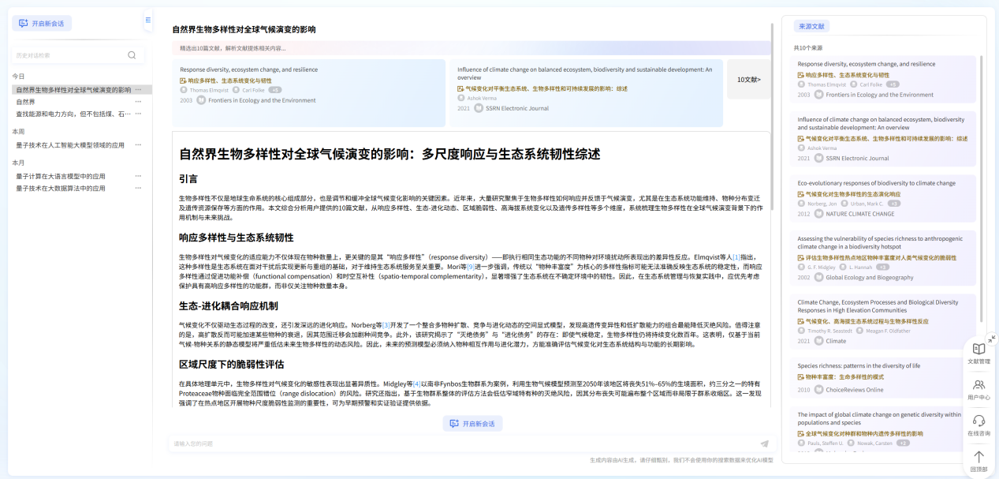 开启新会话
历史对话检索
今日
自然界生物多样性对全球气候演变的影响 ···
自然界 ···
查找能源和电力方向，但不包括煤、石··· ···
本周
量子技术在人工智能大模型领域的应用 ···
本月
量子计算在大语言模型中的应用 ···
量子技术在大数据算法中的应用 ···
自然界生物多样性对全球气候演变的影响
精选出10篇文献，解析文献提炼相关内容...
Response diversity, ecosystem change, and resilience
响应多样性、生态系统变化与韧性
Thomas Elmqvist Carl Folke +5
2003 Frontiers in Ecology and the Environment
Influence of climate change on balanced ecosystem, biodiversity and sustainable development: An
overview
气候变化对平衡生态系统、生物多样性和可持续发展的影响：综述
Ashok Verma
2021 SSRN Electronic Journal
10文献>
自然界生物多样性对全球气候演变的影响：多尺度响应与生态系统韧性综述
引言
生物多样性不仅是地球生命系统的核心组成部分，也是调节和缓冲全球气候变化影响的关键因素。近年来，大量研究聚焦于生物多样性如何响应并反馈于气候演变，尤其是在生态系统功能维持、物种分布变迁
及遗传资源保存等方面的作用。本文综合分析用户提供的10篇文献，从响应多样性、生态-进化动态、区域脆弱性、高海拔系统变化以及遗传多样性等多个维度，系统梳理生物多样性在全球气候演变背景下的作
用机制与未来挑战。
响应多样性与生态系统韧性
生物多样性对气候变化的适应能力不仅体现在物种数量上，更关键的是其“响应多样性”（response diversity）——即执行相同生态功能的不同物种对环境扰动所表现出的差异性反应。Elmqvist等人[1]指出，
这种多样性是生态系统在面对干扰后实现更新与重组的基础，对于维持生态系统服务至关重要。Mori等[9]进一步强调，传统以“物种丰富度”为核心的多样性指标可能无法准确反映生态系统的稳定性，而响应
多样性通过促进功能补偿（functional compensation）和时空互补性（spatio-temporal complementarity），显著增强了生态系统在不确定环境中的韧性。因此，在生态系统管理与恢复实践中，应优先考虑
保护具有高响应多样性的功能群，而非仅关注物种数量本身。
生态-进化耦合响应机制
气候变化不仅驱动生态过程的改变，还引发深远的进化响应。Norberg等[3]开发了一个整合多物种扩散、竞争与进化动态的空间显式模型，发现高遗传变异性和低扩散能力的组合最能降低灭绝风险。值得注意
的是，高扩散反而可能加速某些物种的衰退，因其范围迁移会加剧种间竞争。此外，该研究揭示了“灭绝债务”与“进化债务”的存在：即使气候稳定，生物多样性仍将持续变化数百年。这表明，仅基于当前
气候-物种关系的静态模型将严重低估未来生物多样性的动态风险。因此，未来的预测模型必须纳入物种相互作用与进化潜力，方能准确评估气候变化对生态系统结构与功能的长期影响。
区域尺度下的脆弱性评估
在具体地理单元中，生物多样性对气候变化的敏感性表现出显著异质性。Midgley等[4]以南非Fynbos生物群系为案例，利用生物气候模型预测至2050年该地区将丧失51%–65%的生境面积，约三分之一的特有
Proteaceae物种面临完全范围错位（range dislocation）的风险。研究还指出，基于生物群系整体的评估方法会低估窄域特有种的灭绝风险，因其分布丧失可能遍布整个区域而非局限于群系收缩区。这一发现
强调了在热点地区开展物种尺度脆弱性监测的重要性，可为早期预警和实证验证提供依据。
开启新会话
请输入您的问题
生成内容由AI生成，请仔细甄别，我们不会使用你的搜索数据来优化AI模型
来源文献
共10个来源
Response diversity, ecosystem change, and resilience
响应多样性、生态系统变化与韧性
Thomas Elmqvist Carl Folke +5
2003 Frontiers in Ecology and the Environment
Influence of climate change on balanced ecosystem, biodiversity
and sustainable development: An overview
气候变化对平衡生态系统、生物多样性和可持续发展的影响：综述
Ashok Verma
2021 SSRN Electronic Journal
Eco-evolutionary responses of biodiversity to climate change
气候变化对生物多样性的生态演化响应
Norberg, Jon Urban, Mark C. +3
2012 NATURE CLIMATE CHANGE
Assessing the vulnerability of species richness to anthropogenic
climate change in a biodiversity hotspot
评估生物多样性热点地区物种丰富度对人类气候变化的脆弱性
G. F. Midgley L. Hannah +3
2002 Global Ecology and Biogeography
Climate Change, Ecosystem Processes and Biological Diversity
Responses in High Elevation Communities
气候变化、高海拔生态系统过程与生物多样性反应
Timothy R. Seastedt Meagan F. Oldfather
2021 Climate
Species richness: patterns in the diversity of life
物种丰富度：生命多样性的模式
2010 ChoiceReviews Online
The impact of global climate change on genetic diversity within
populations and species
全球气候变化对种群和物种内遗传多样性的影响
Pauls, Steffen U. Nowak, Carsten +2
文献管理
用户中心
在线咨询
回顶部